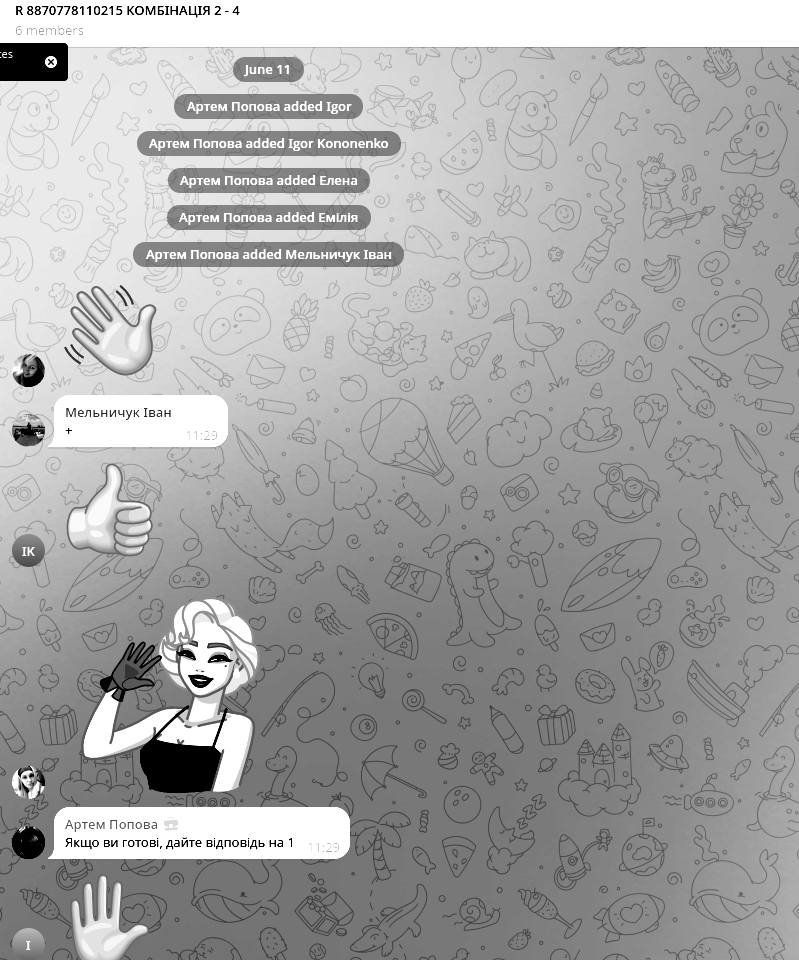 R 8870778110215 КОМБІНАЦІЯ 2 - 4
6 members
June 11
Артем Попова added Igor
Артем Попова added Igor Kononenko
Артем Попова added Елена
Артем Попова added Емілія
Артем Попова added Мельничук Іван
Мельничук Іван
+
11:29
IK
Артем Попова
Якщо ви готові, дайте відповідь на 1
11:29
I